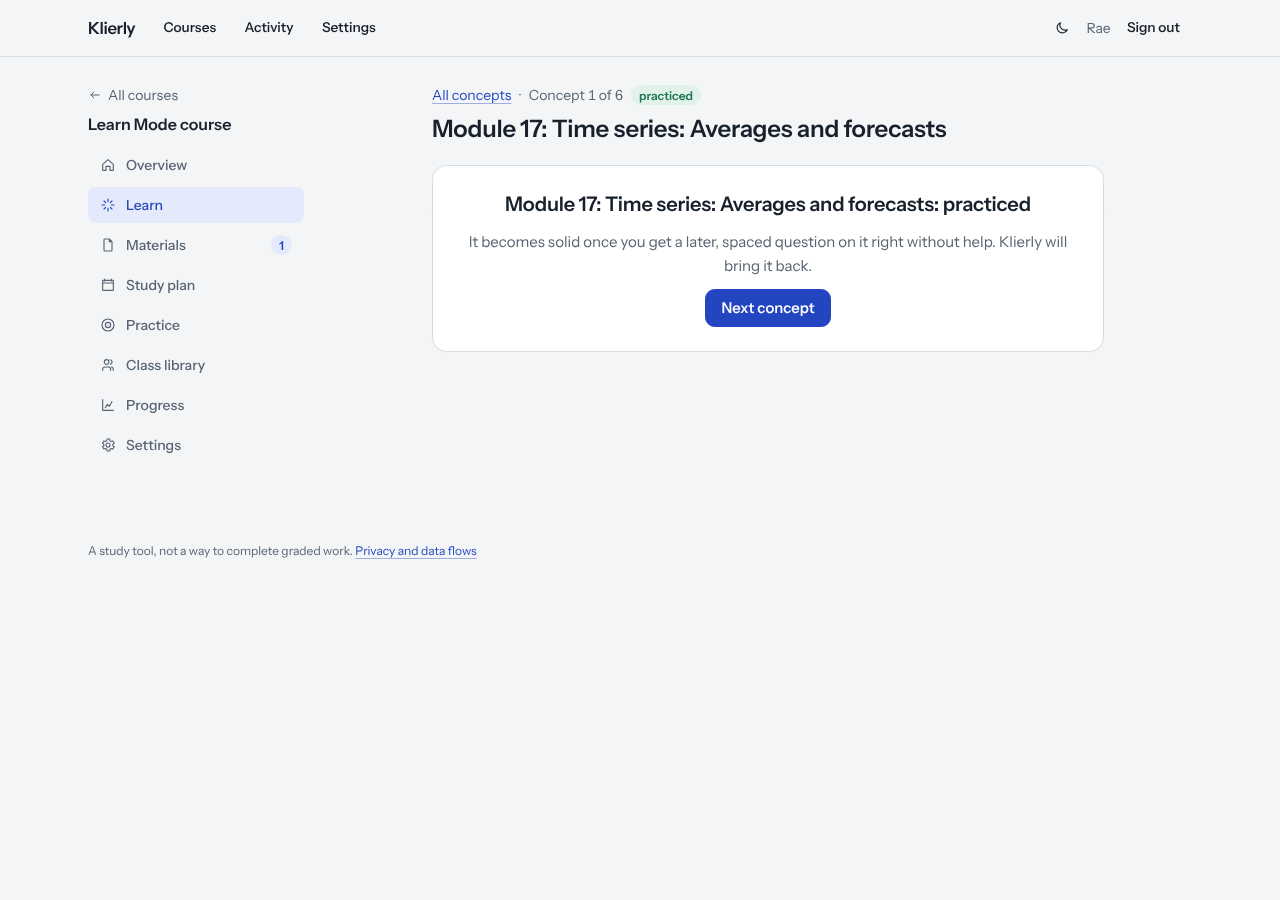 Klierly Courses Activity Settings Rae Sign out
← All courses
Learn Mode course
Overview
Learn
Materials 1
Study plan
Practice
Class library
Progress
Settings
All concepts · Concept 1 of 6 practiced
Module 17: Time series: Averages and forecasts
Module 17: Time series: Averages and forecasts: practiced
It becomes solid once you get a later, spaced question on it right without help. Klierly will
bring it back.
Next concept
A study tool, not a way to complete graded work. Privacy and data flows